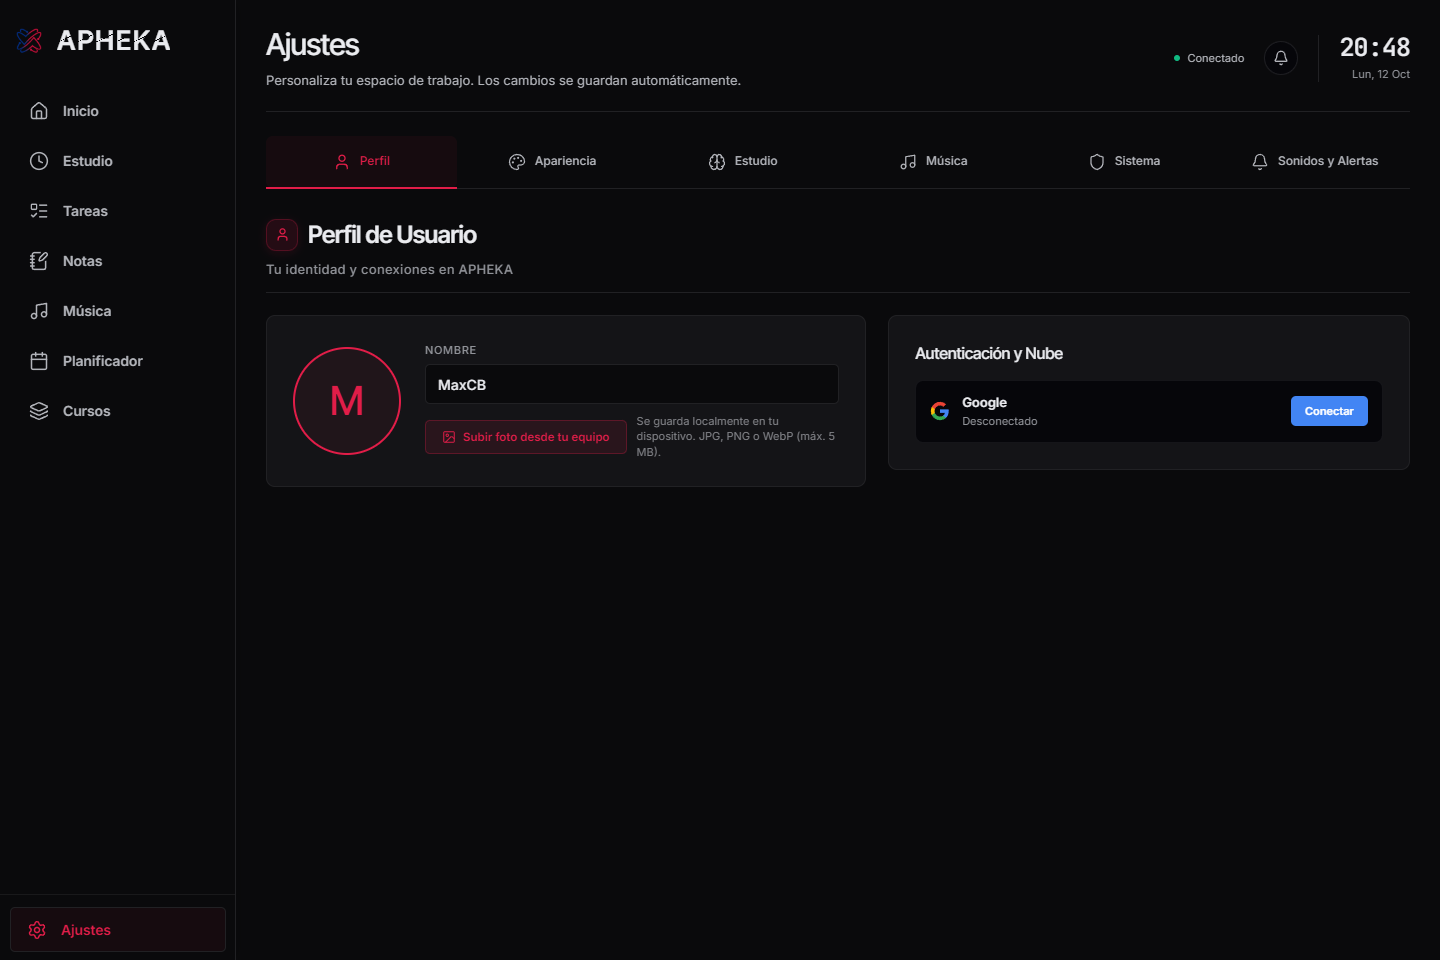 APHEKA
Inicio
Estudio
Tareas
Notas
Música
Planificador
Cursos
Ajustes
Ajustes
Personaliza tu espacio de trabajo. Los cambios se guardan automáticamente.
Conectado
20:48
Lun, 12 Oct
Perfil
Apariencia
Estudio
Música
Sistema
Sonidos y Alertas
Perfil de Usuario
Tu identidad y conexiones en APHEKA
M
NOMBRE
MaxCB
Subir foto desde tu equipo
Se guarda localmente en tu
dispositivo. JPG, PNG o WebP (máx. 5
MB).
Autenticación y Nube
Google
Desconectado
Conectar